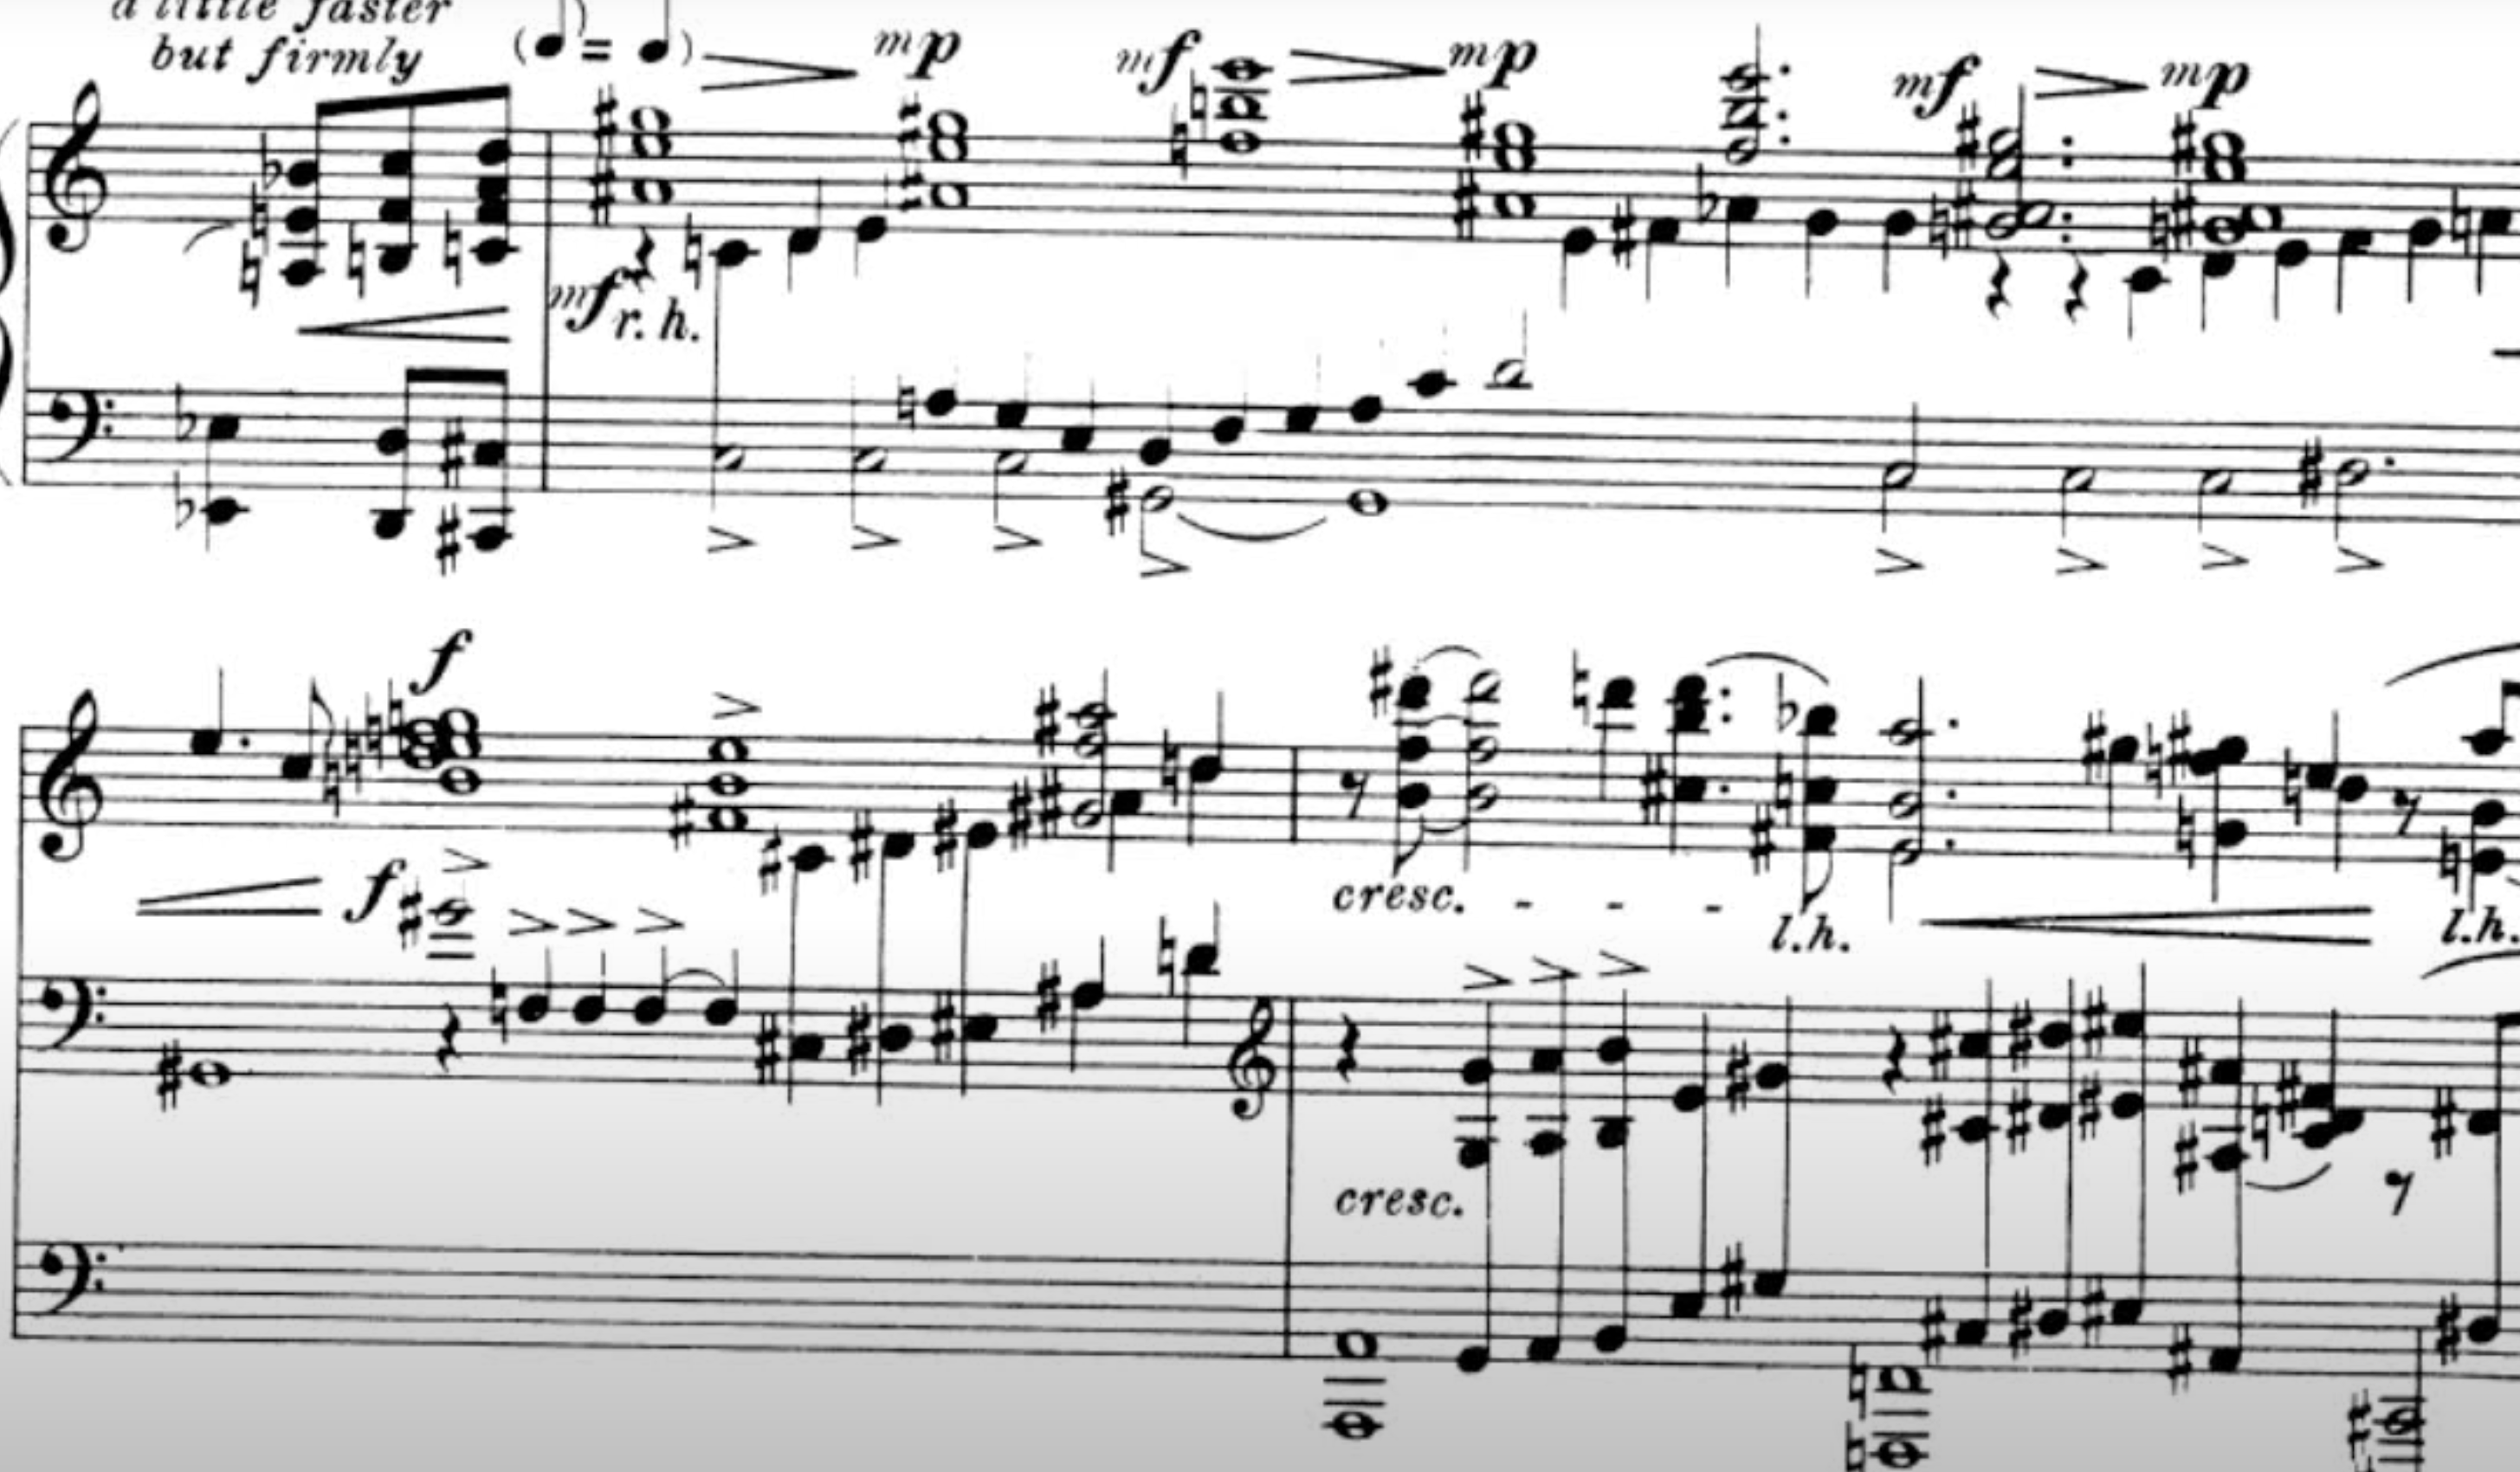 a little faster
but firmly
(♩ = ♩)
mp
mf
mp
mf
mp
mf
r. h.
f
f
cresc. - - -
l.h.
l.h.
cresc.